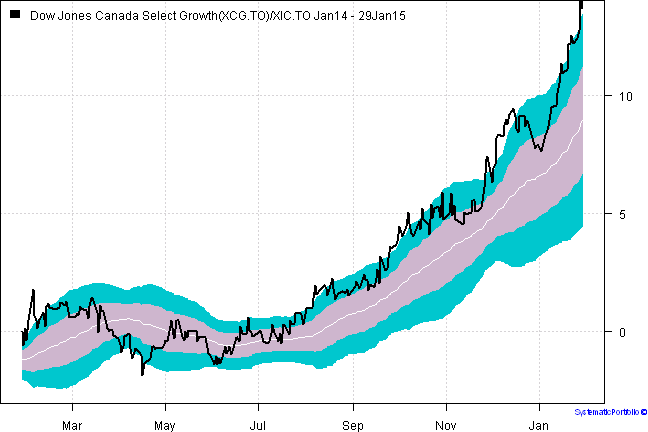 Dow Jones Canada Select Growth(XCG.TO)/XIC.TO Jan14 - 29Jan15
10
5
0
Mar May Jul Sep Nov Jan
SystematicPortfolio ©